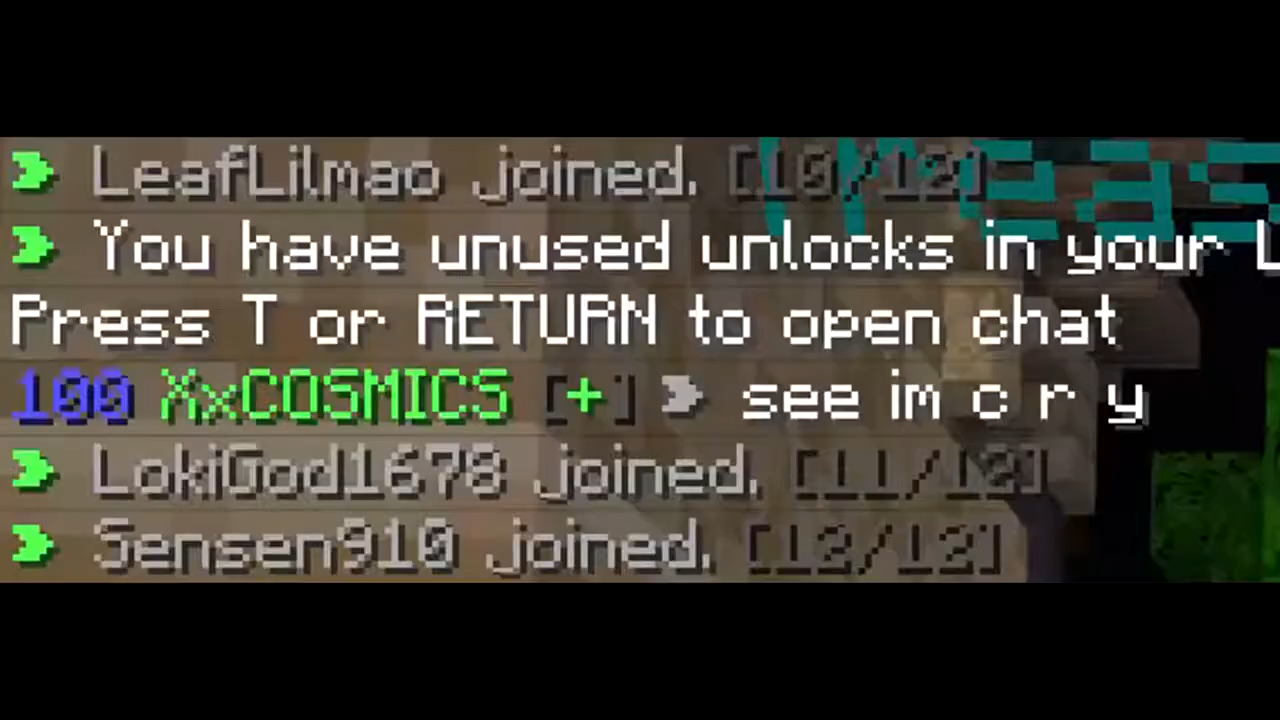 LeafLilmao joined. [10/12]
You have unused unlocks in your L
Press T or RETURN to open chat
100 XxCOSMICS [+] see im c r y
LokiGod1678 joined. [11/12]
Sensen910 joined. [12/12]